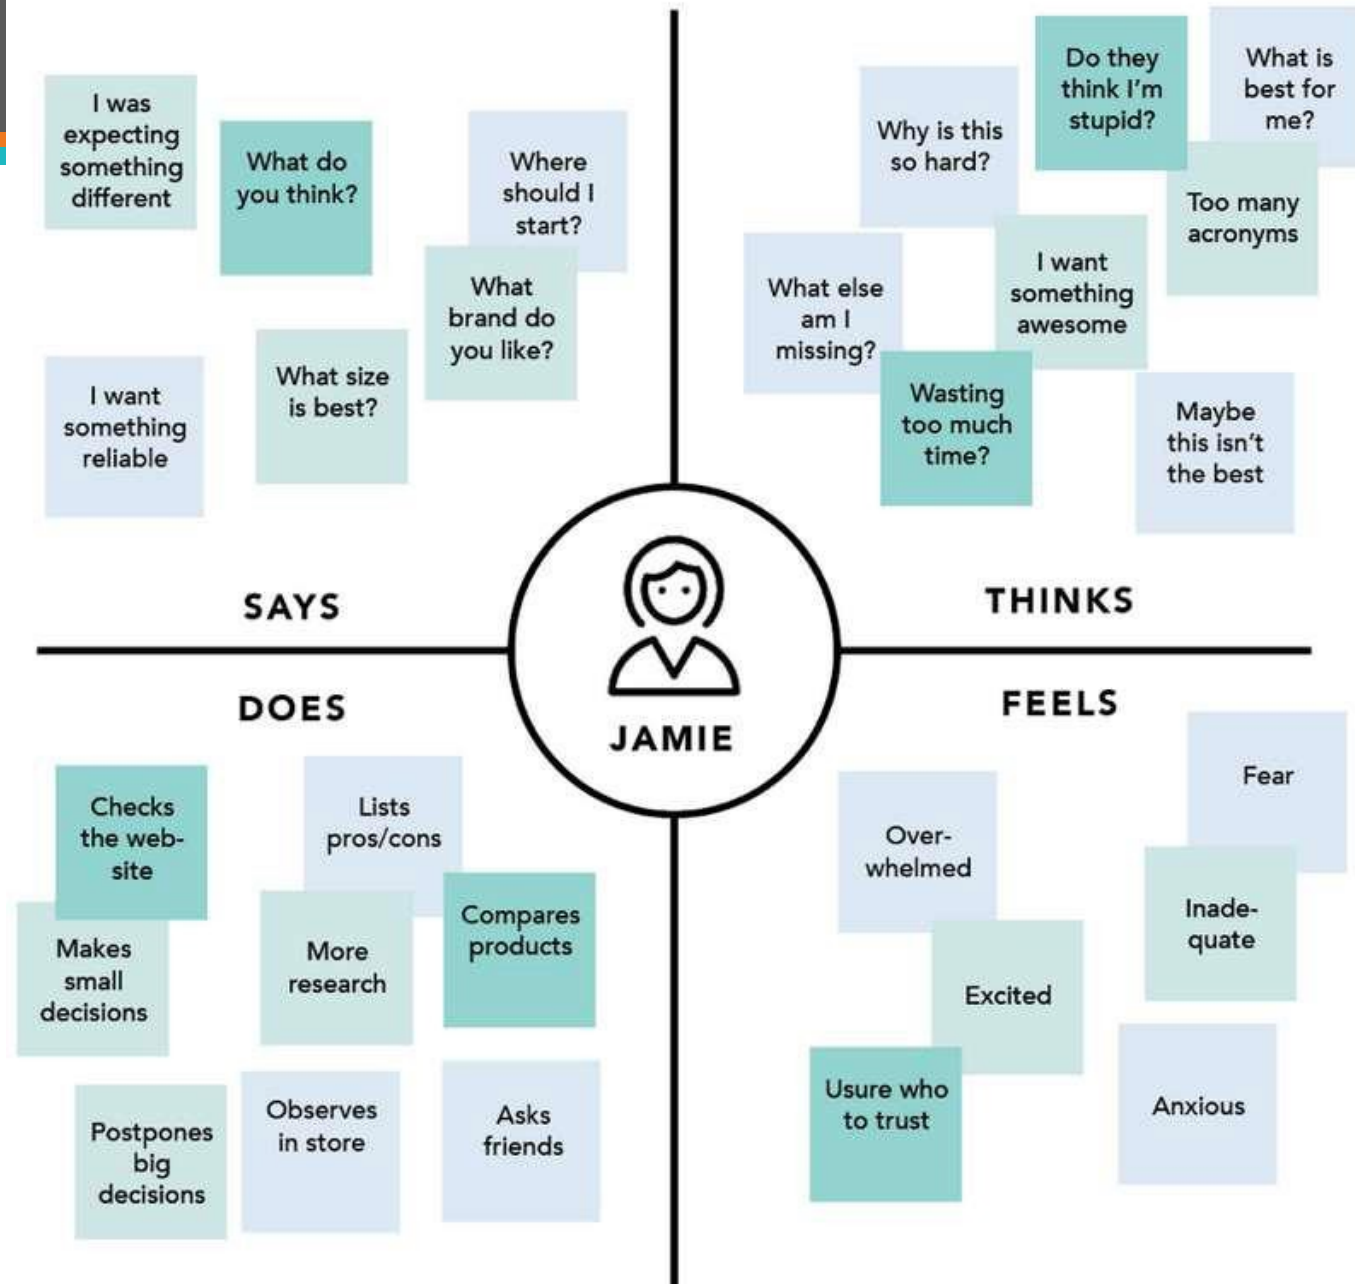 I was
expecting
something
different
What do
you think?
Where
should I
start?
What
brand do
you like?
What size
is best?
I want
something
reliable
SAYS
Why is this
so hard?
Do they
think I'm
stupid?
What is
best for
me?
Too many
acronyms
I want
something
awesome
What else
am I
missing?
Wasting
too much
time?
Maybe
this isn't
the best
THINKS
JAMIE
DOES
Checks
the web-
site
Lists
pros/cons
Compares
products
Makes
small
decisions
More
research
Postpones
big
decisions
Observes
in store
Asks
friends
FEELS
Fear
Over-
whelmed
Inade-
quate
Excited
Usure who
to trust
Anxious